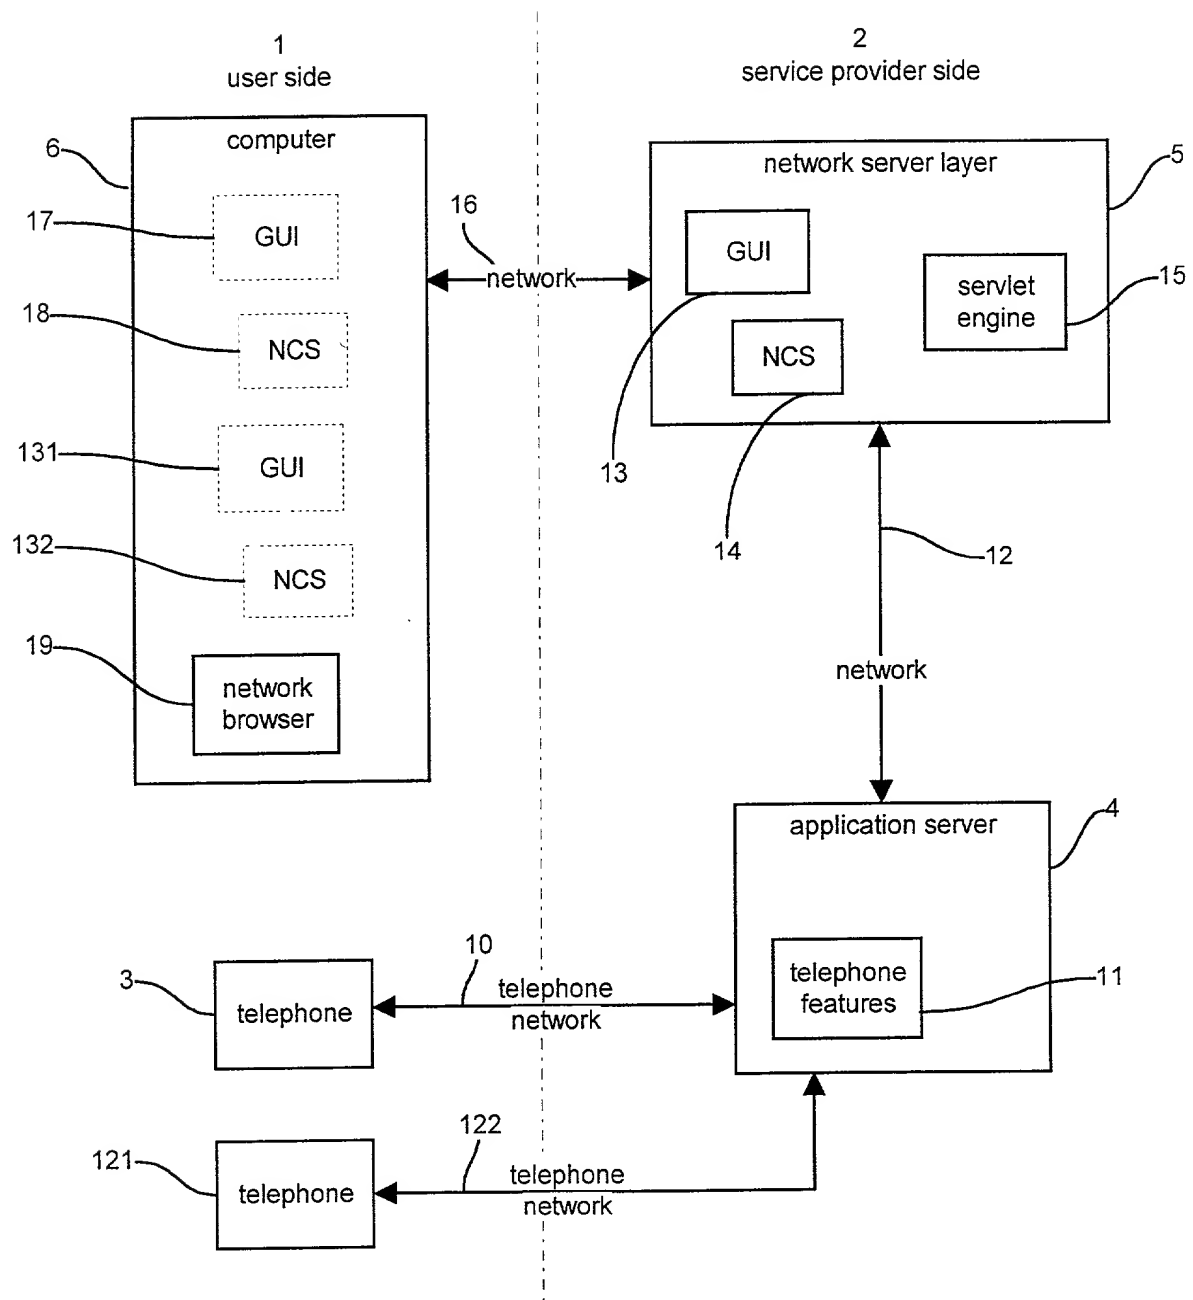 1
user side
2
service provider side
computer
6
17
GUI
18
NCS
131
GUI
132
NCS
19
network
browser
16
network
network server layer
5
GUI
servlet
engine
15
NCS
13
14
12
network
application server
4
telephone
features
11
3
telephone
10
telephone
network
121
telephone
122
telephone
network